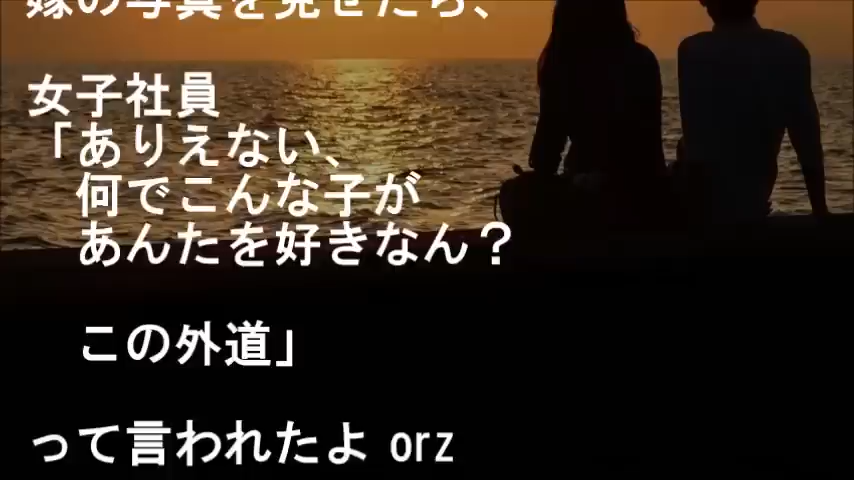 嫁の写真を見せたら、
女子社員
「ありえない、
何でこんな子が
あんたを好きなん？
この外道」
って言われたよ orz